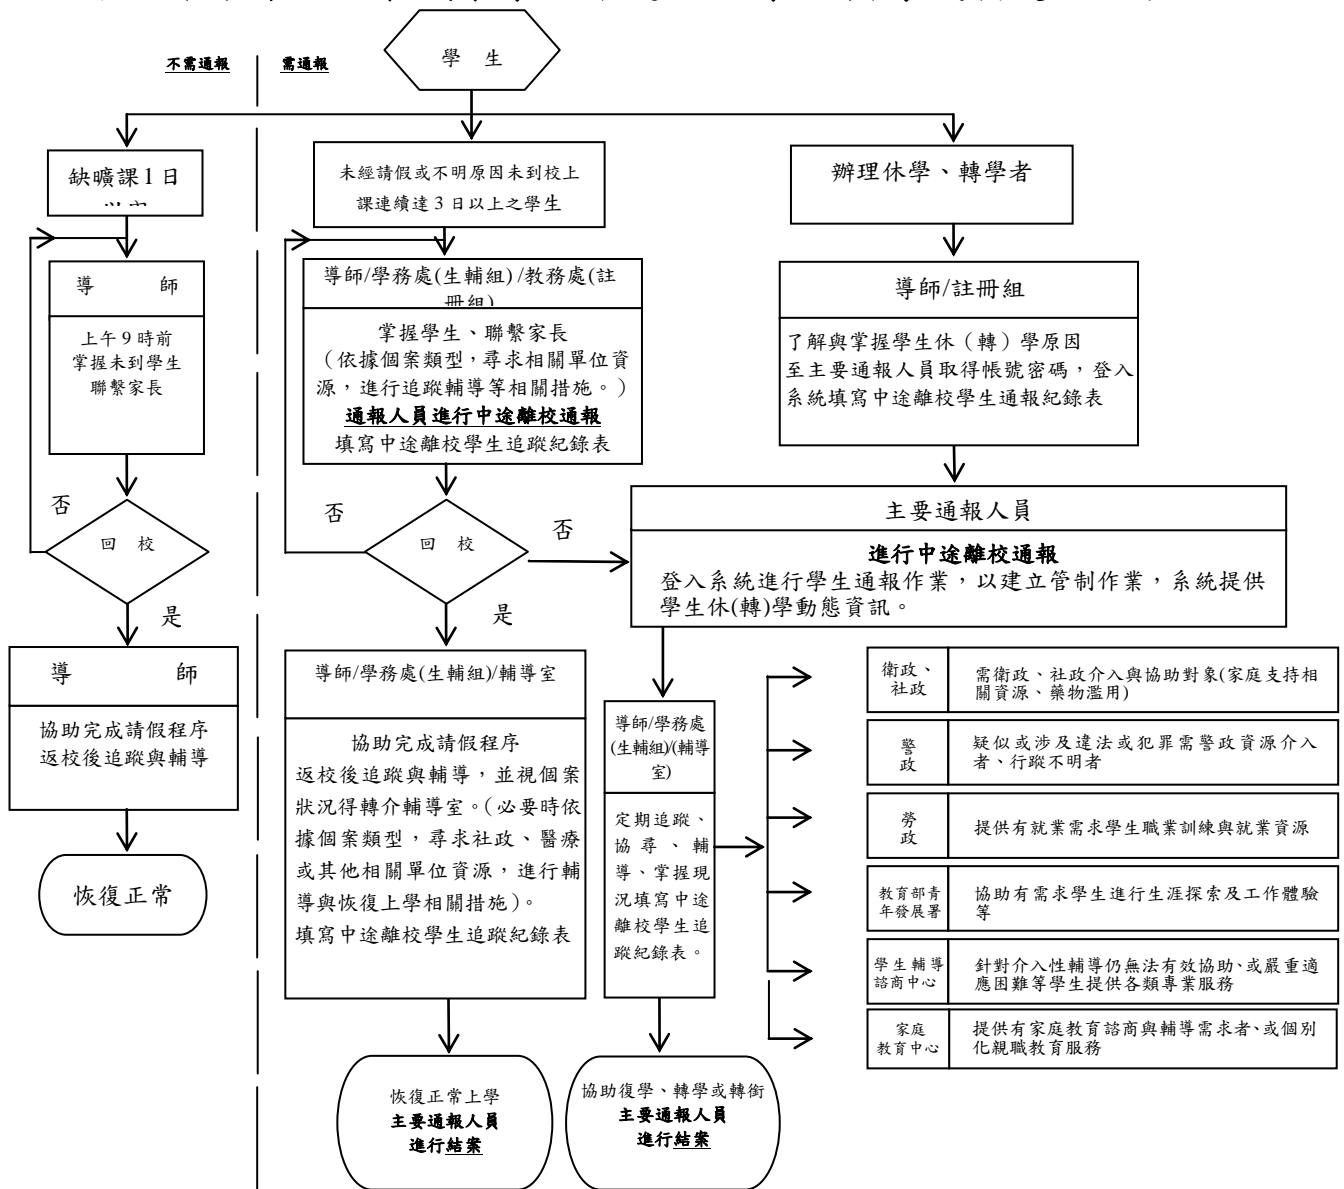 學 生
不需通報
需通報
缺曠課1日
未經請假或不明原因未到校上
課連續達3日以上之學生
辦理休學、轉學者
導 師
上午9時前
掌握未到學生
聯繫家長
導師/學務處(生輔組)/教務處(註
冊組)
掌握學生、聯繫家長
(依據個案類型,尋求相關單位資
源,進行追蹤輔導等相關措施。)
通報人員進行中途離校通報
填寫中途離校學生追蹤紀錄表
導師/註冊組
了解與掌握學生休(轉)學原因
至主要通報人員取得帳號密碼,登入
系統填寫中途離校學生通報紀錄表
否
回 校
是
否
回 校
否
是
主要通報人員
進行中途離校通報
登入系統進行學生通報作業,以建立管制作業,系統提供
學生休(轉)學動態資訊。
導 師
協助完成請假程序
返校後追蹤與輔導
恢復正常
導師/學務處(生輔組)/輔導室
協助完成請假程序
返校後追蹤與輔導,並視個案
狀況得轉介輔導室。(必要時依
據個案類型,尋求社政、醫療
或其他相關單位資源,進行輔
導與恢復上學相關措施)。
填寫中途離校學生追蹤紀錄表
恢復正常上學
主要通報人員
進行結案
導師/學務處
(生輔組)/(輔導
室)
定期追蹤、
協尋、輔
導、掌握現
況填寫中途
離校學生追
蹤紀錄表。
協助復學、轉學或轉銜
主要通報人員
進行結案
衛政、
社政
需衛政、社政介入與協助對象(家庭支持相
關資源、藥物濫用)
警
政
疑似或涉及違法或犯罪需警政資源介入
者、行蹤不明者
勞
政
提供有就業需求學生職業訓練與就業資源
教育部青
年發展署
協助有需求學生進行生涯探索及工作體驗
等
學生輔導
諮商中心
針對介入性輔導仍無法有效協助、或嚴重適
應困難等學生提供各類專業服務
家庭
教育中心
提供有家庭教育諮商與輔導需求者、或個別
化親職教育服務